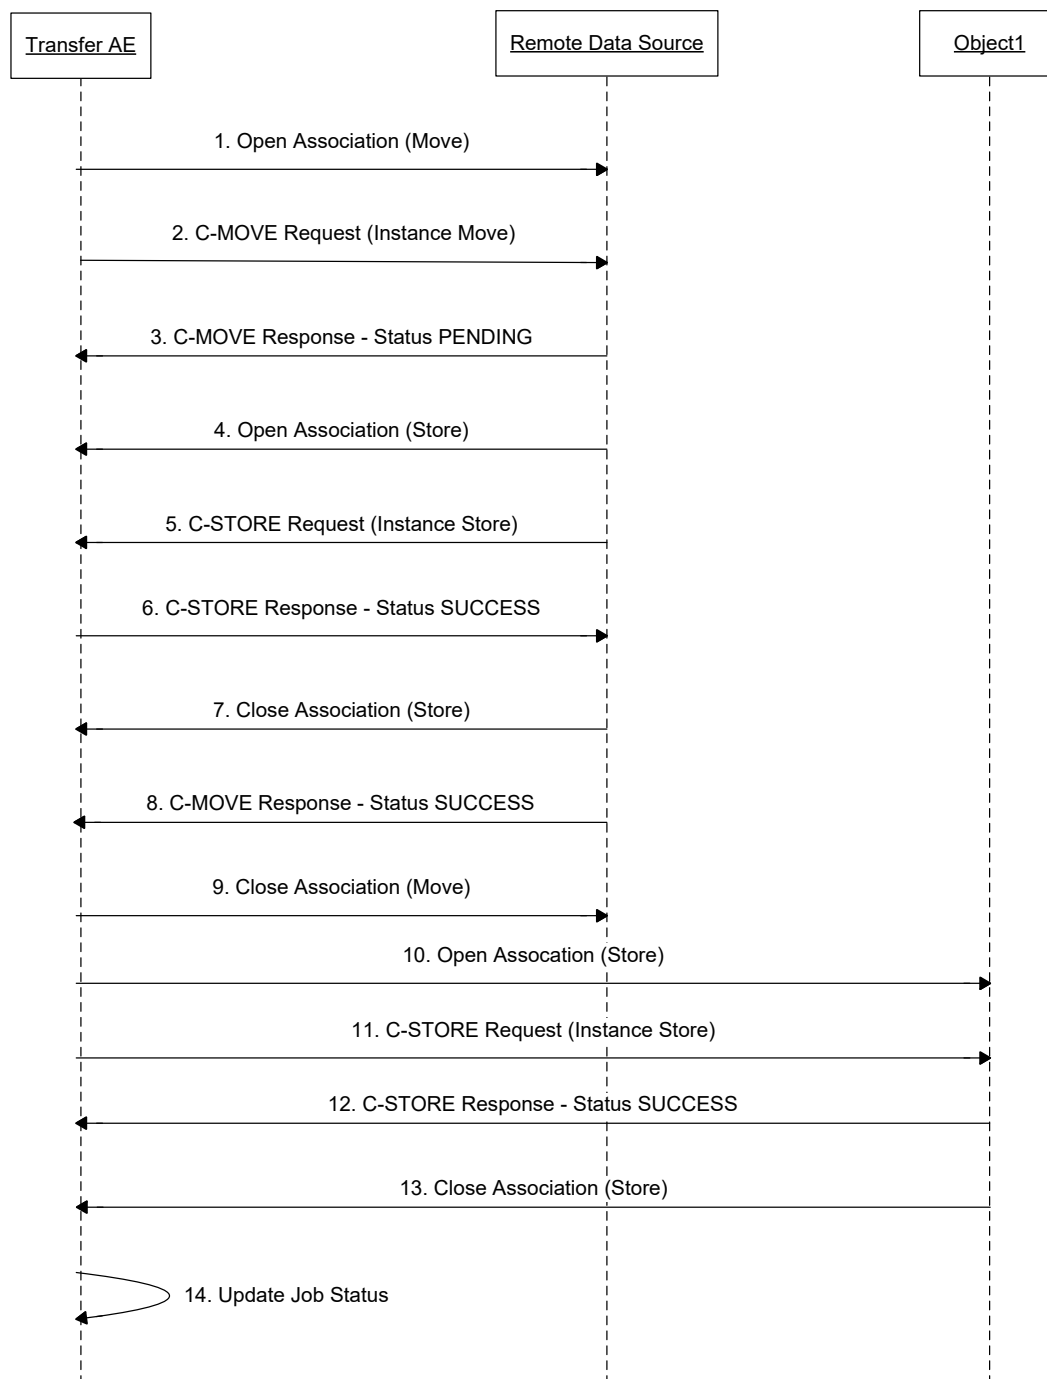 Transfer AE
Remote Data Source
Object1
1. Open Association (Move)
2. C-MOVE Request (Instance Move)
3. C-MOVE Response - Status PENDING
4. Open Association (Store)
5. C-STORE Request (Instance Store)
6. C-STORE Response - Status SUCCESS
7. Close Association (Store)
8. C-MOVE Response - Status SUCCESS
9. Close Association (Move)
10. Open Assocation (Store)
11. C-STORE Request (Instance Store)
12. C-STORE Response - Status SUCCESS
13. Close Association (Store)
14. Update Job Status